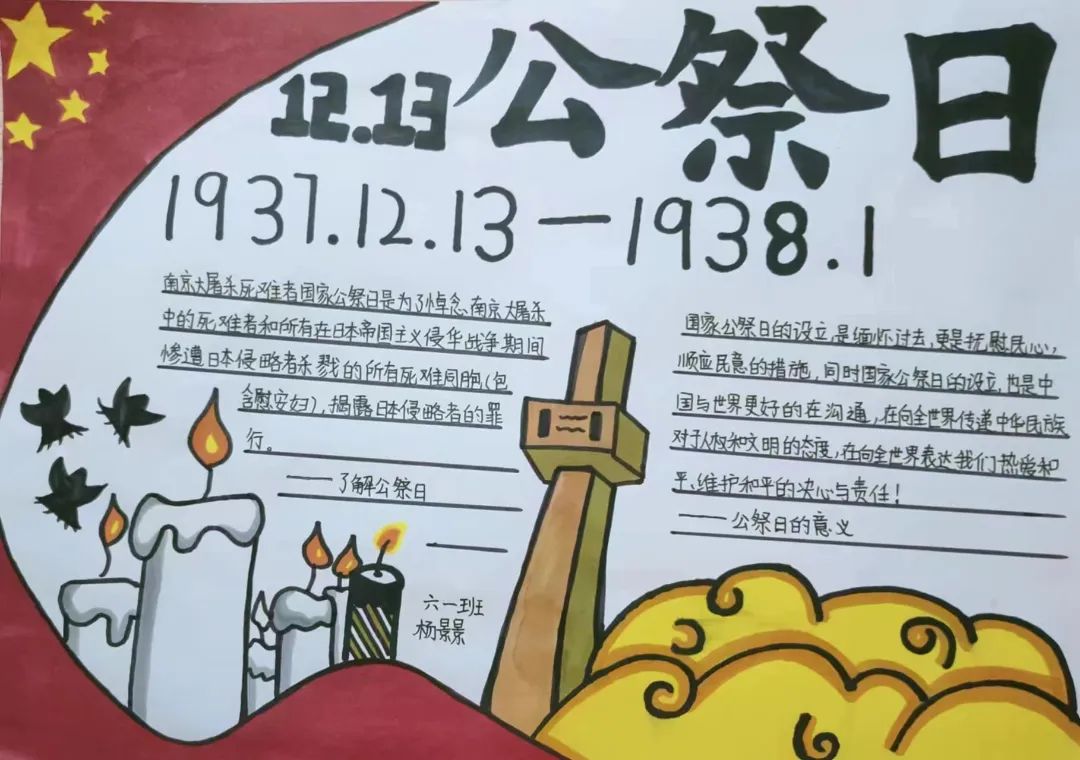 12.13公祭日
1937.12.13—1938.1
南京大屠杀死难者国家公祭日是为了悼念南京大屠杀
中的死难者和所有在日本帝国主义侵华战争期间
惨遭日本侵略者杀戮的所有死难同胞(包
含慰安妇),揭露日本侵略者的罪
行。
——了解公祭日
国家公祭日的设立,是缅怀过去,更是抚慰民心,
顺应民意的措施,同时国家公祭日的设立,也是中
国与世界更好的在沟通,在向全世界传递中华民族
对于人权和文明的态度,在向全世界表达我们热爱和
平、维护和平的决心与责任!
——公祭日的意义
六一班
杨景景